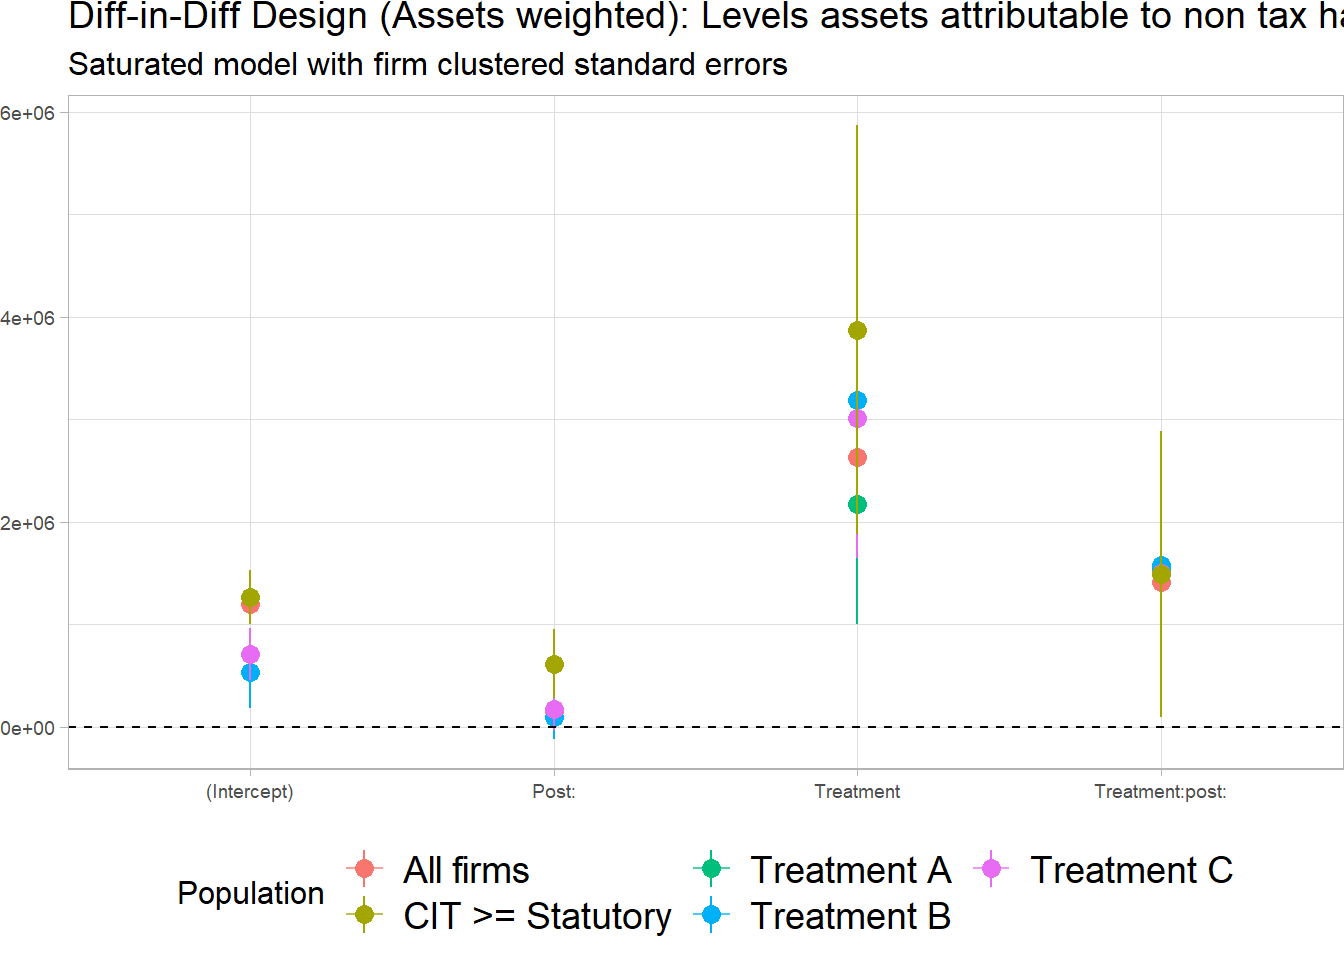 Diff-in-Diff Design (Assets weighted): Levels assets attributable to non tax
Saturated model with firm clustered standard errors
6e+06
4e+06
2e+06
0e+00
(Intercept) Post: Treatment Treatment:post:
Population
All firms Treatment A Treatment C
CIT >= Statutory Treatment B